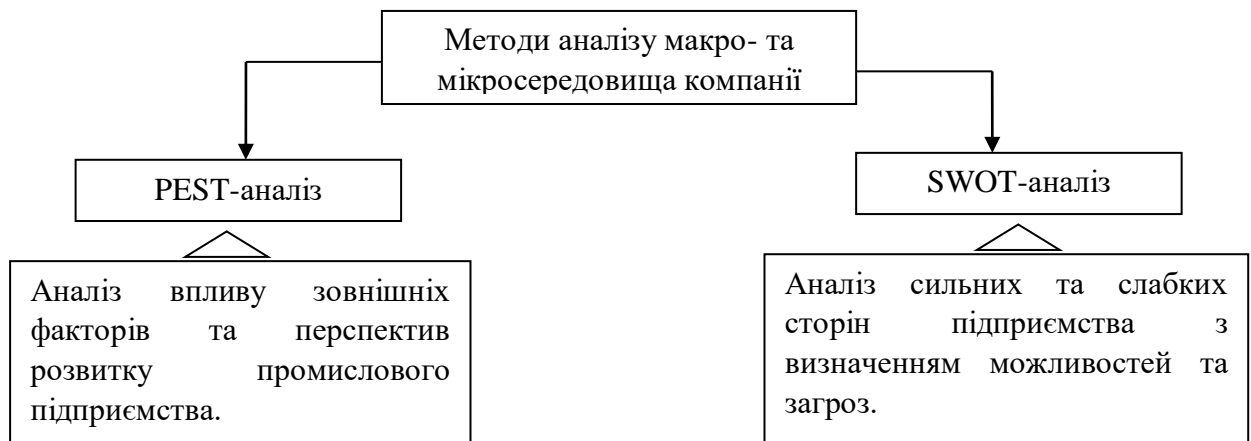 Методи аналізу макро- та
мікросередовища компанії
PEST-аналіз
SWOT-аналіз
Аналіз впливу зовнішніх
факторів та перспектив
розвитку промислового
підприємства.
Аналіз сильних та слабких
сторін підприємства з
визначенням можливостей та
загроз.